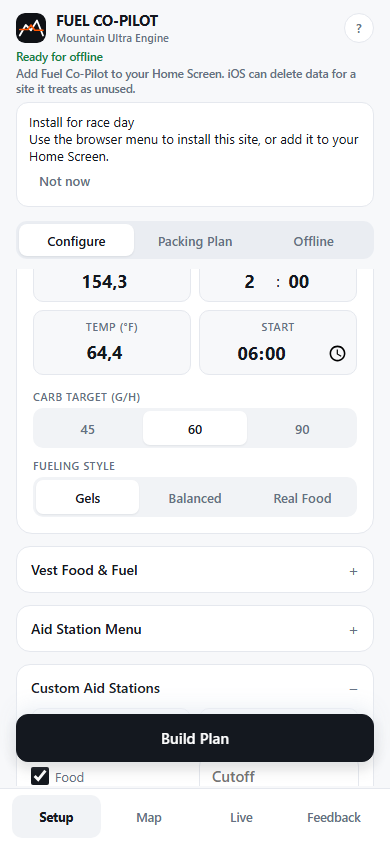 FUEL CO-PILOT
Mountain Ultra Engine
?
Ready for offline
Add Fuel Co-Pilot to your Home Screen. iOS can delete data for a
site it treats as unused.
Install for race day
Use the browser menu to install this site, or add it to your
Home Screen.
Not now
Configure
Packing Plan
Offline
154,3
2 : 00
TEMP (°F)
64,4
START
06:00
CARB TARGET (G/H)
45
60
90
FUELING STYLE
Gels
Balanced
Real Food
Vest Food & Fuel
+
Aid Station Menu
+
Custom Aid Stations
−
Build Plan
Food
Cutoff
Setup
Map
Live
Feedback